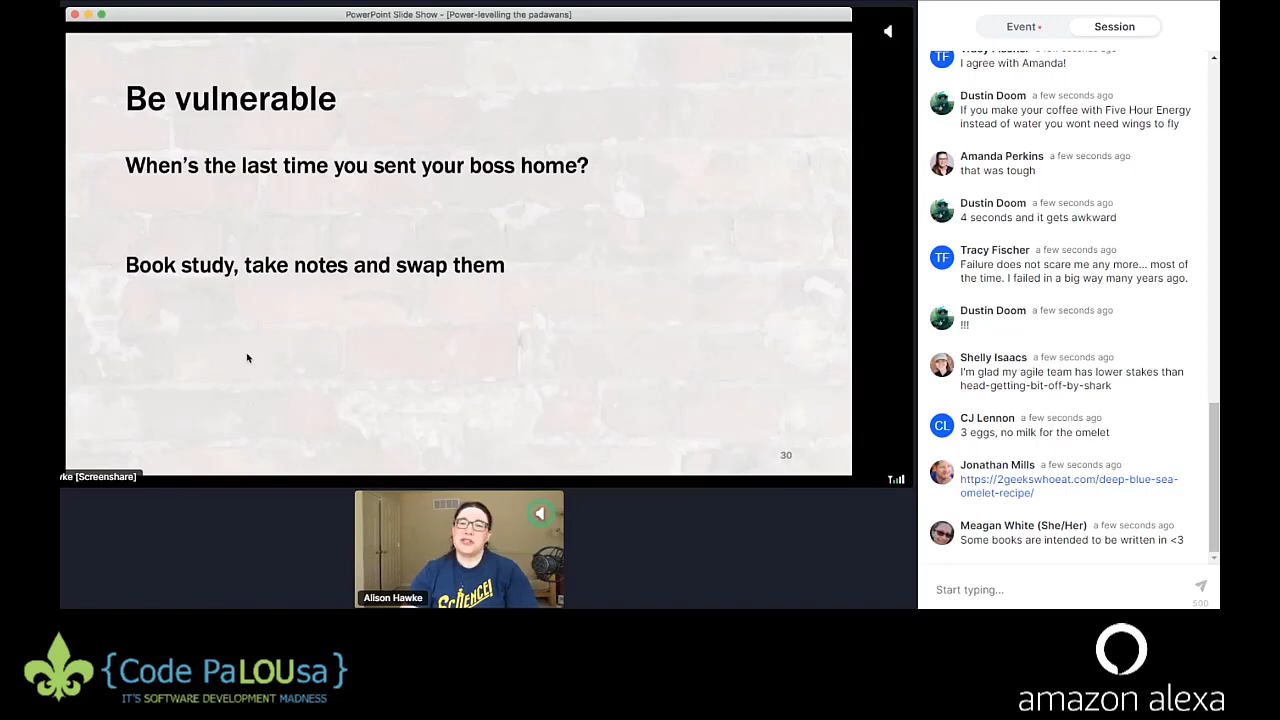 PowerPoint Slide Show - [Power-levelling the padawans]
Be vulnerable
When's the last time you sent your boss home?
Book study, take notes and swap them
30
[Screenshare]
SCIENCE!
Alison Hawke
Event
Session
TF
Tracy Fischer a few seconds ago
I agree with Amanda!
Dustin Doom a few seconds ago
If you make your coffee with Five Hour Energy
instead of water you wont need wings to fly
Amanda Perkins a few seconds ago
that was tough
Dustin Doom a few seconds ago
4 seconds and it gets awkward
TF
Tracy Fischer a few seconds ago
Failure does not scare me any more... most of
the time. I failed in a big way many years ago.
Dustin Doom a few seconds ago
!!!
Shelly Isaacs a few seconds ago
I'm glad my agile team has lower stakes than
head-getting-bit-off-by-shark
CL
CJ Lennon a few seconds ago
3 eggs, no milk for the omelet
Jonathan Mills a few seconds ago
https://2geekswhoeat.com/deep-blue-sea-
omelet-recipe/
Meagan White (She/Her) a few seconds ago
Some books are intended to be written in <3
Start typing...
500
{Code PaLOUsa}
IT'S SOFTWARE DEVELOPMENT MADNESS
amazon alexa